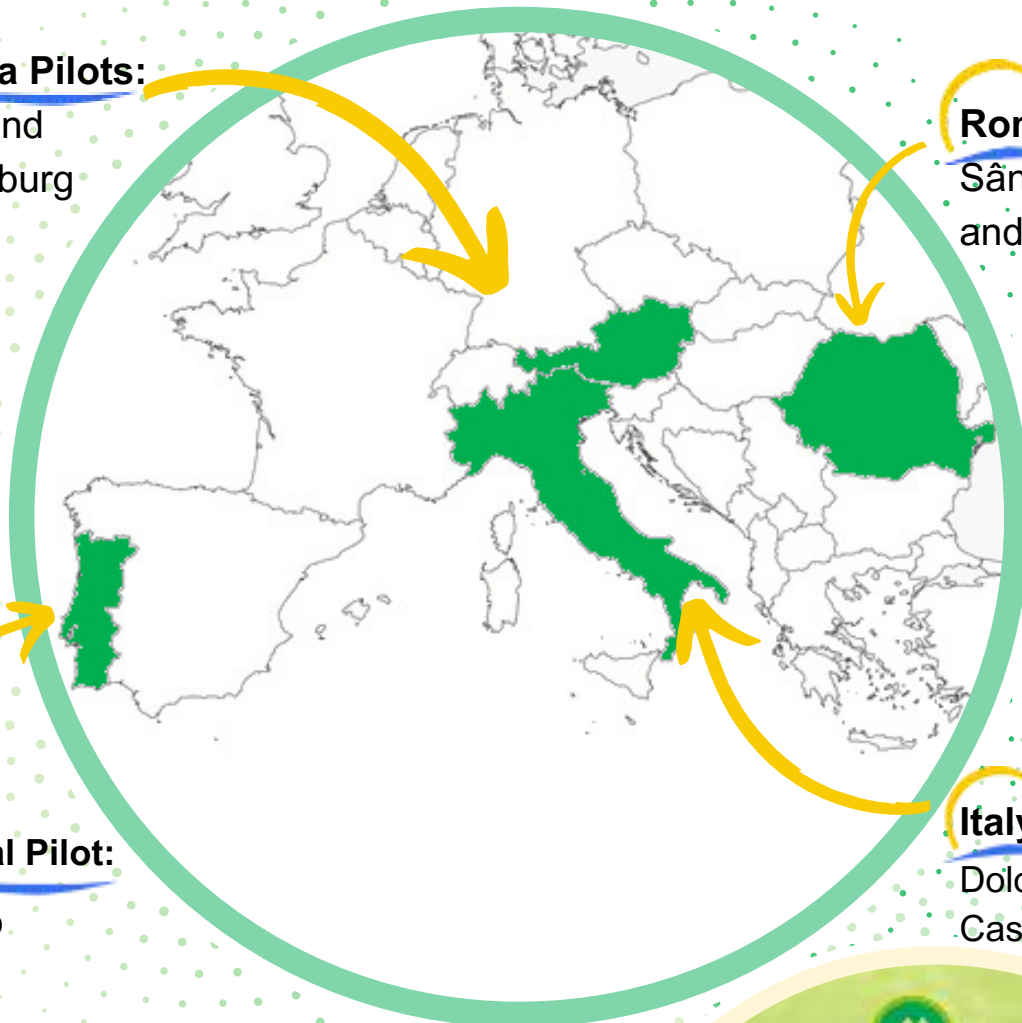 a Pilots:
nd
burg
Ror
Sân
and
al Pilot:
Italy
Dolo
Cas